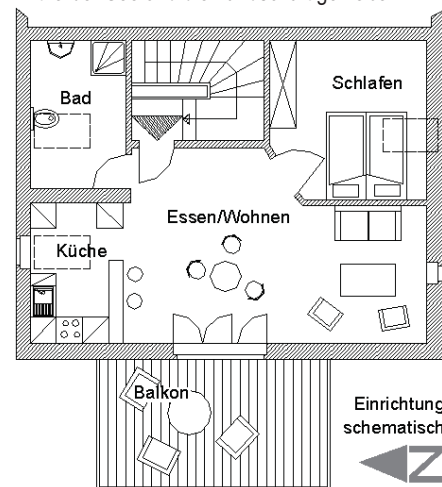 Schlafen
Bad
Essen/Wohnen
Küche
Balkon
Einrichtung
schematisch
N